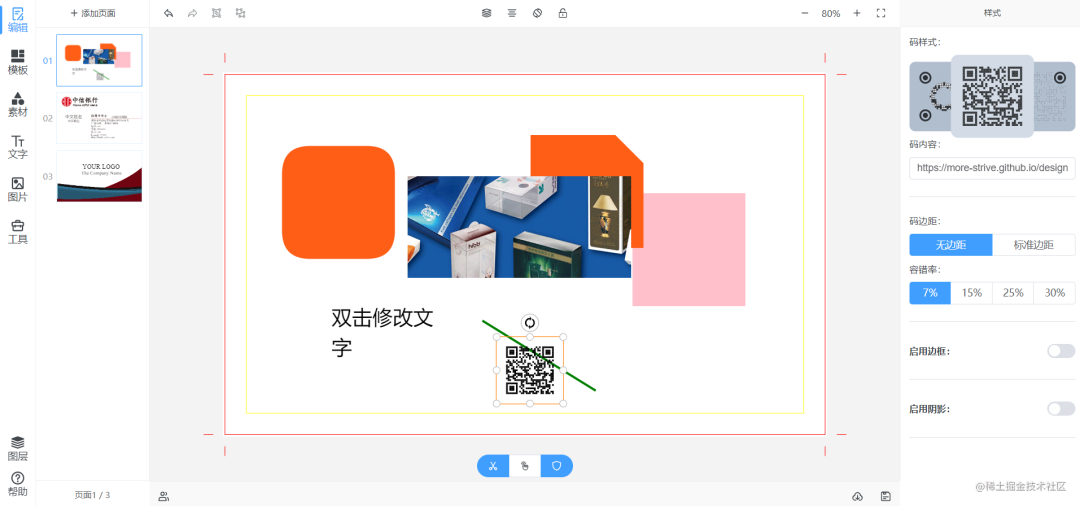 添加页面
80%
样式
编辑
模板
素材
文字
图片
工具
图层
帮助
01
02
中信银行
03
YOUR LOGO
The Company Name
页面1 / 3
双击修改文
字
码样式:
码内容:
https://more-strive.github.io/design
码边距:
无边距
标准边距
容错率:
7%
15%
25%
30%
启用边框:
启用阴影:
@稀土掘金技术社区